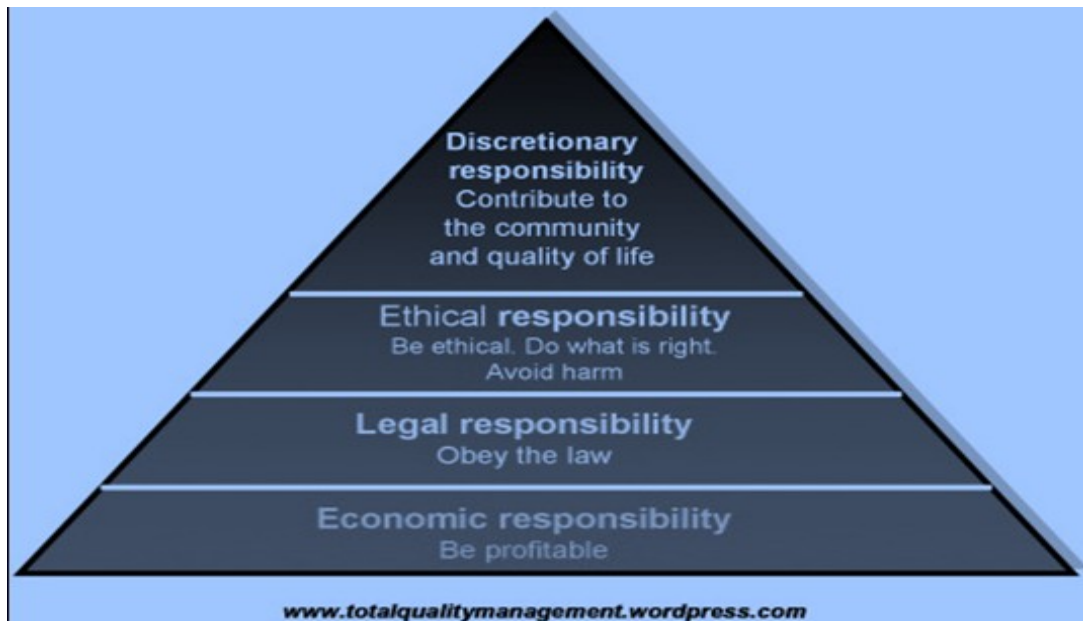 Discretionary
responsibility
Contribute to
the community
and quality of life
Ethical responsibility
Be ethical. Do what is right.
Avoid harm
Legal responsibility
Obey the law
Economic responsibility
Be profitable
www.totalqualitymanagement.wordpress.com